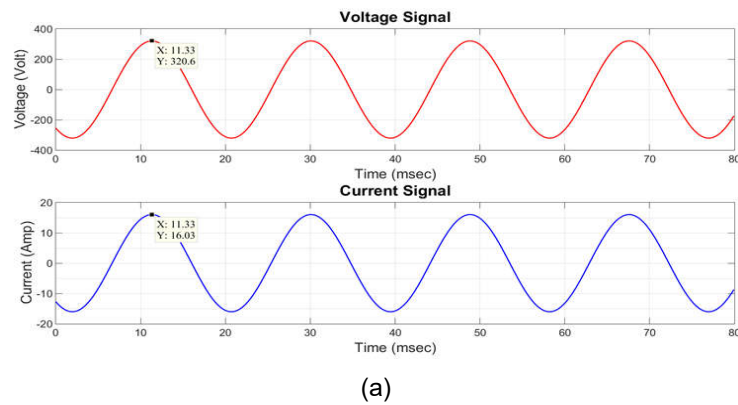 Voltage Signal
400
200
0
-200
-400
Voltage (Volt)
X: 11.33
Y: 320.6
0 10 20 30 40 50 60 70 80
Time (msec)
Current Signal
20
10
0
-10
-20
Current (Amp)
X: 11.33
Y: 16.03
0 10 20 30 40 50 60 70 80
Time (msec)
(a)